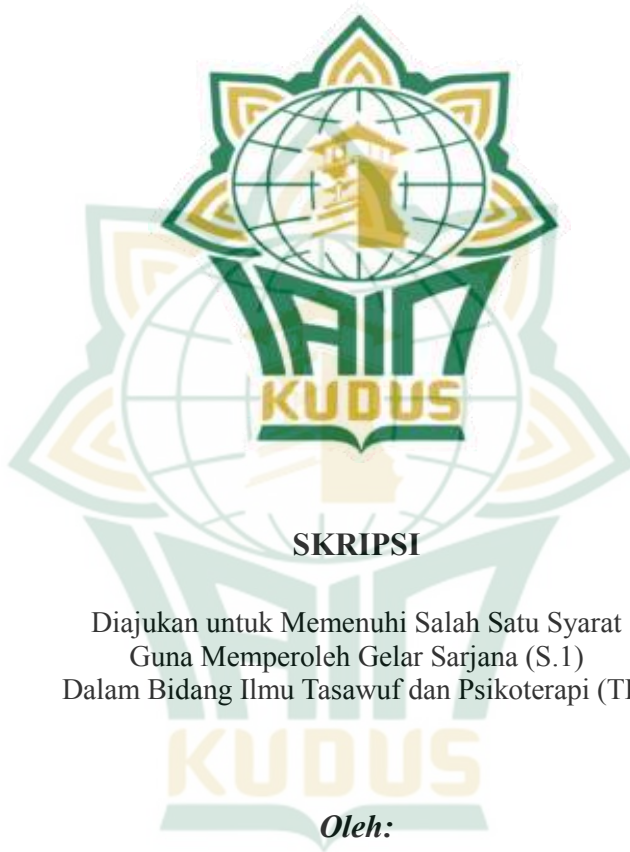 IAIN
KUDUS
SKRIPSI
Diajukan untuk Memenuhi Salah Satu Syarat
Guna Memperoleh Gelar Sarjana (S.1)
Dalam Bidang Ilmu Tasawuf dan Psikoterapi
KUDUS
Oleh: